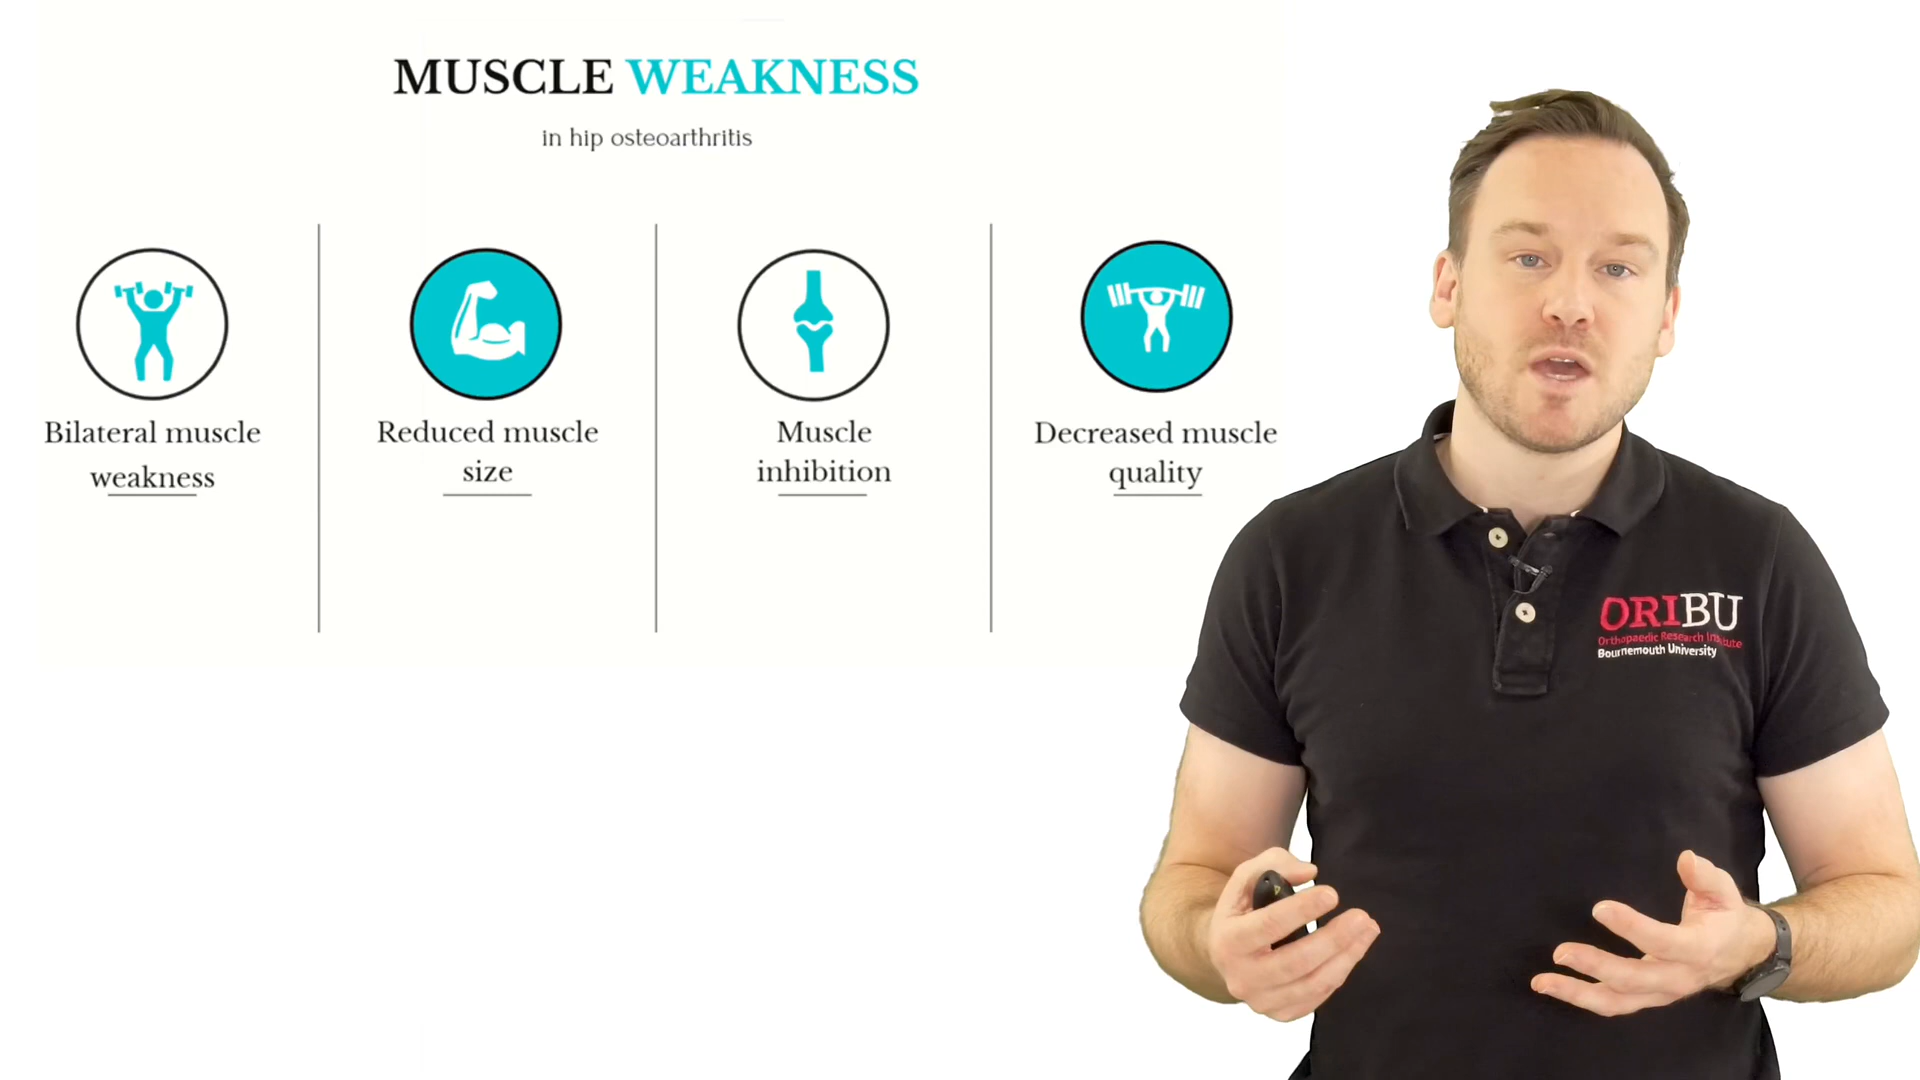 MUSCLE WEAKNESS
in hip osteoarthritis
Bilateral muscle
weakness
Reduced muscle
size
Muscle
inhibition
Decreased muscle
quality
ORIBU
Orthopaedic Research Institute
Bournemouth University